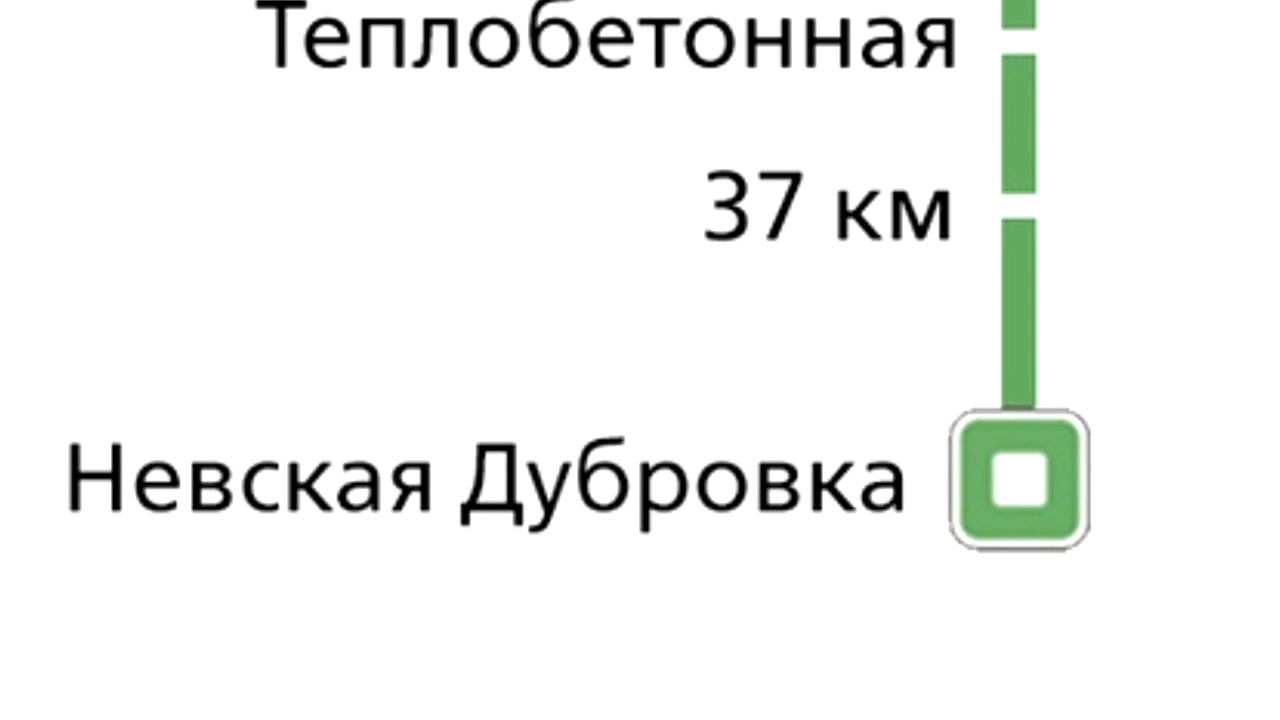 Теплобетонная
37 км
Невская Дубровка